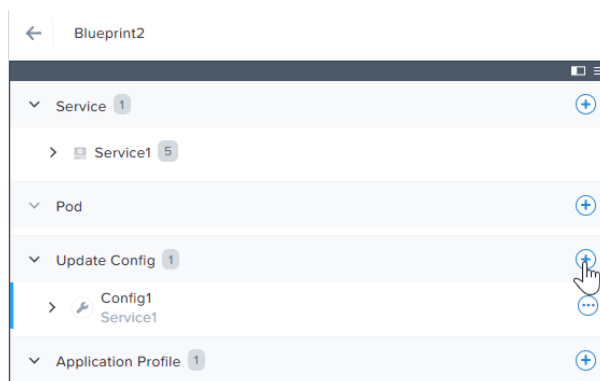 Blueprint2
Service 1
Service1 5
Pod
Update Config 1
Config1
Service1
Application Profile 1